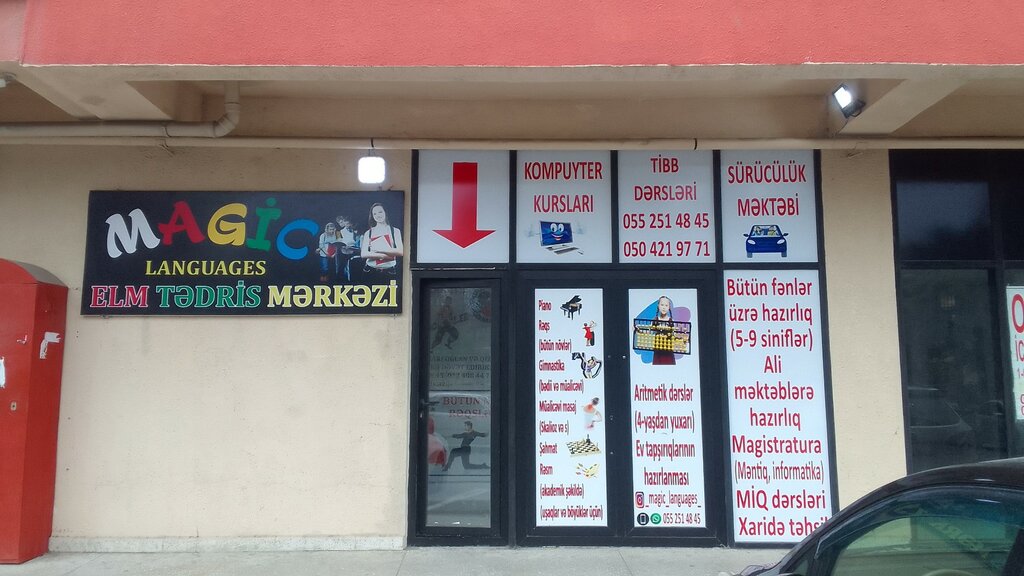 MAGİC
LANGUAGES
ELM TƏDRİS MƏRKƏZİ
KOMPUYTER
KURSLARI
TİBB
DƏRSLƏRİ
055 251 48 45
050 421 97 71
SÜRÜCÜLÜK
MƏKTƏBİ
Piano
Rəqs
(bütün növlər)
Gimnastika
(bədii və müalicəvi)
Müalicəvi masaj
(Skalioz və s)
Şahmat
Rəsm
(akademik şəkildə)
(uşaqlar və böyüklər üçün)
Aritmetik dərslər
(4-yaşdan yuxarı)
Ev tapşırıqlarının
hazırlanması
_magic_languages_
055 251 48 45
Bütün fənlər
üzrə hazırlıq
(5-9 siniflər)
Ali
məktəblərə
hazırlıq
Magistratura
(Məntiq, informatika)
MİQ dərsləri
Xaridə təhsil